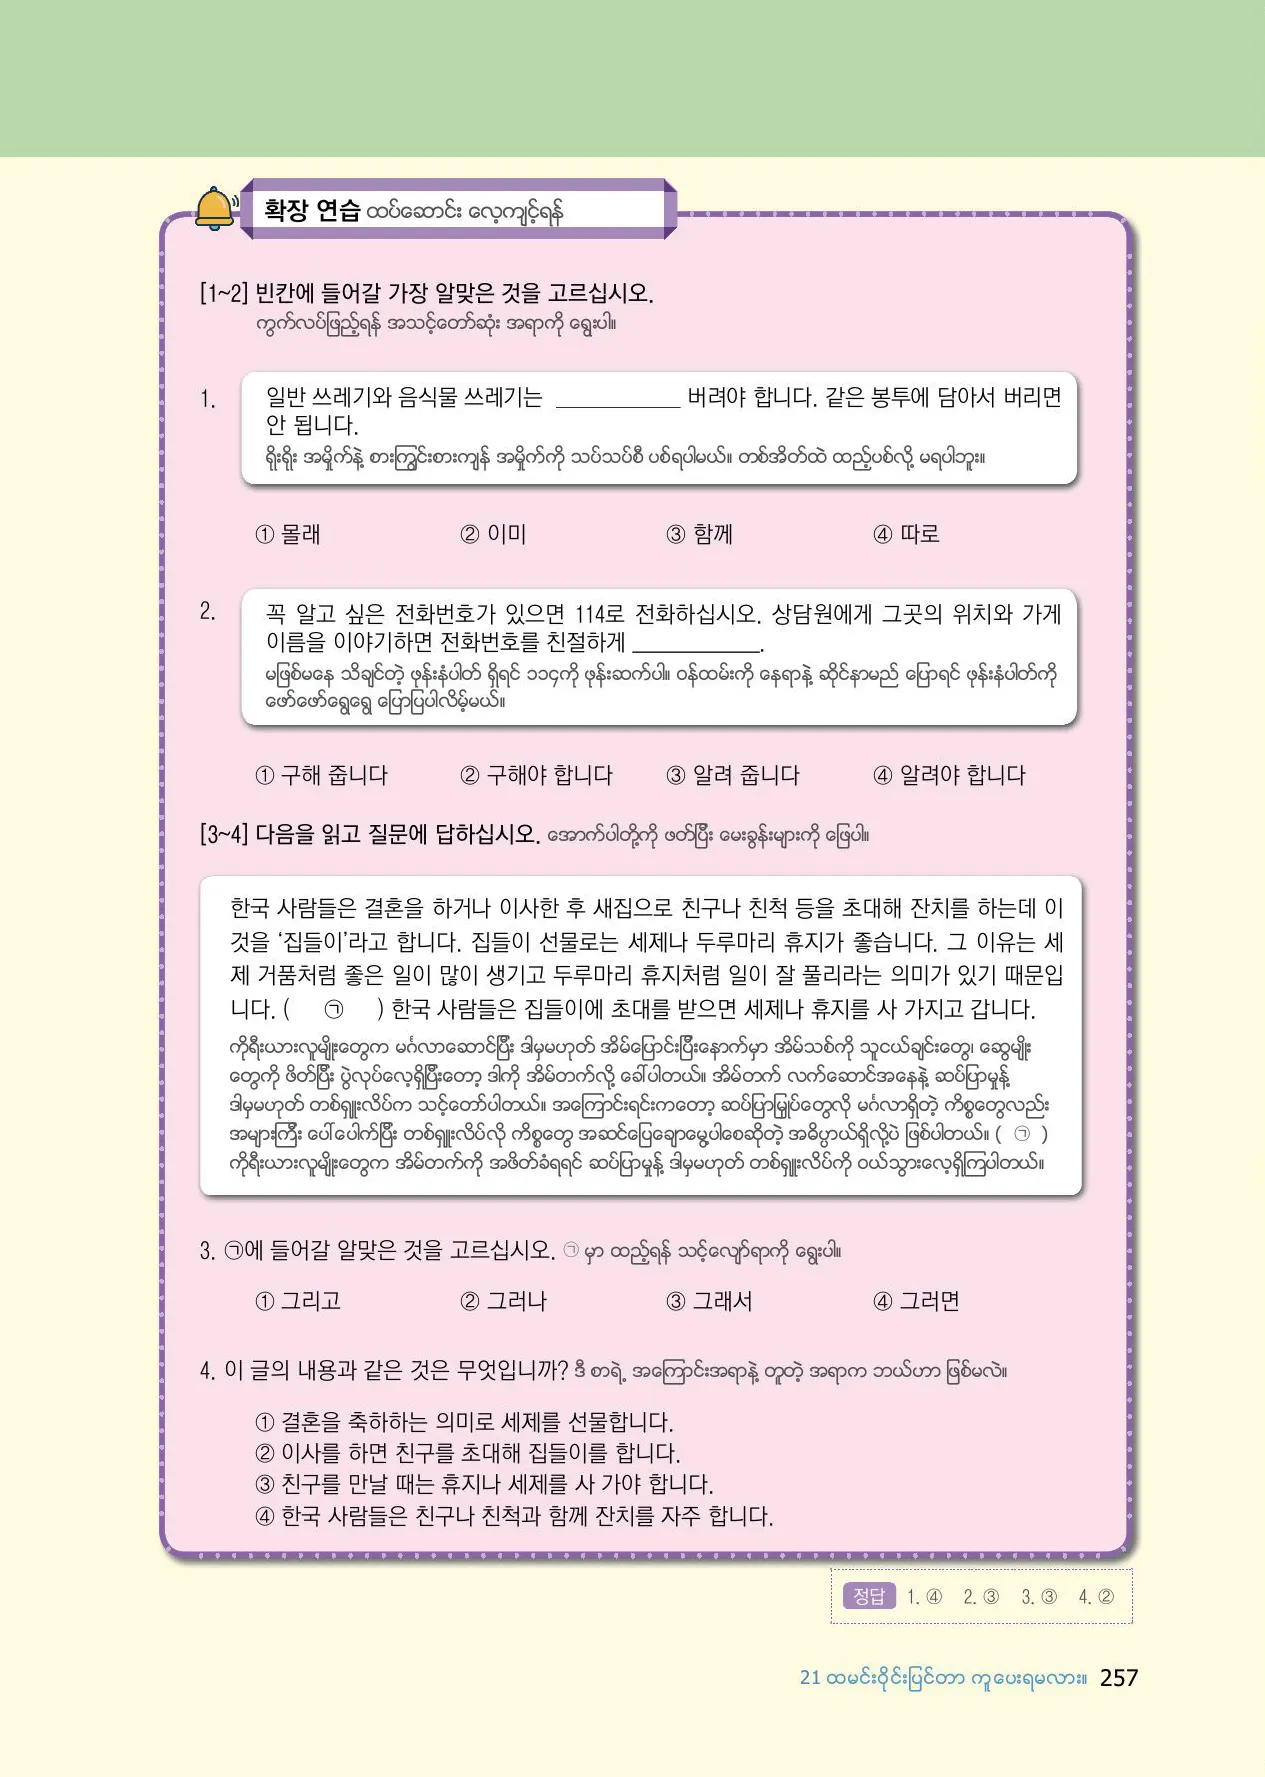 확장 연습 ထပ်ဆောင်း လေ့ကျင့်ရန်
[1~2] 빈칸에 들어갈 가장 알맞은 것을 고르십시오.
ကွက်လပ်ဖြည့်ရန် အသင့်တော်ဆုံး အရာကို ရွေးပါ။
1. 일반 쓰레기와 음식물 쓰레기는 ____________ 버려야 합니다. 같은 봉투에 담아서 버리면
안 됩니다.
ရိုးရိုး အမှိုက်နဲ့ စားကြွင်းစားကျန် အမှိုက်ကို သပ်သပ်စီ ပစ်ရပါမယ်။ တစ်အိတ်ထဲ ထည့်ပစ်လို့ မရပါဘူး။
① 몰래 ② 이미 ③ 함께 ④ 따로
2. 꼭 알고 싶은 전화번호가 있으면 114로 전화하십시오. 상담원에게 그곳의 위치와 가게
이름을 이야기하면 전화번호를 친절하게 ____________.
မဖြစ်မနေ သိချင်တဲ့ ဖုန်းနံပါတ် ရှိရင် ၁၁၄ကို ဖုန်းဆက်ပါ။ ဝန်ထမ်းကို နေရာနဲ့ ဆိုင်နာမည် ပြောရင် ဖုန်းနံပါတ်ကို
ဖော်ဖော်ရွေရွေ ပြောပြပါလိမ့်မယ်။
① 구해 줍니다 ② 구해야 합니다 ③ 알려 줍니다 ④ 알려야 합니다
[3~4] 다음을 읽고 질문에 답하십시오. အောက်ပါတို့ကို ဖတ်ပြီး မေးခွန်းများကို ဖြေပါ။
한국 사람들은 결혼을 하거나 이사한 후 새집으로 친구나 친척 등을 초대해 잔치를 하는데 이
것을 ‘집들이’라고 합니다. 집들이 선물로는 세제나 두루마리 휴지가 좋습니다. 그 이유는 세
제 거품처럼 좋은 일이 많이 생기고 두루마리 휴지처럼 일이 잘 풀리라는 의미가 있기 때문입
니다. ( ㉠ ) 한국 사람들은 집들이에 초대를 받으면 세제나 휴지를 사 가지고 갑니다.
ကိုရီးယားလူမျိုးတွေက မင်္ဂလာဆောင်ပြီး ဒါမှမဟုတ် အိမ်ပြောင်းပြီးနောက်မှာ အိမ်သစ်ကို သူငယ်ချင်းတွေ၊ ဆွေမျိုး
တွေကို ဖိတ်ပြီး ပွဲလုပ်လေ့ရှိပြီးတော့ ဒါကို အိမ်တက်လို့ ခေါ်ပါတယ်။ အိမ်တက် လက်ဆောင်အနေနဲ့ ဆပ်ပြာမှုန့်
ဒါမှမဟုတ် တစ်ရှူးလိပ်က သင့်တော်ပါတယ်။ အကြောင်းရင်းကတော့ ဆပ်ပြာမြှုပ်တွေလို မင်္ဂလာရှိတဲ့ ကိစ္စတွေလည်း
အများကြီး ပေါ်ပေါက်ပြီး တစ်ရှူးလိပ်လို ကိစ္စတွေ အဆင်ပြေချောမွေ့ပါစေဆိုတဲ့ အဓိပ္ပာယ်ရှိလို့ပဲ ဖြစ်ပါတယ်။ ( ㉠ )
ကိုရီးယားလူမျိုးတွေက အိမ်တက်ကို အဖိတ်ခံရရင် ဆပ်ပြာမှုန့် ဒါမှမဟုတ် တစ်ရှူးလိပ်ကို ဝယ်သွားလေ့ရှိကြပါတယ်။
3. ㉠에 들어갈 알맞은 것을 고르십시오. ㉠ မှာ ထည့်ရန် သင့်လျော်ရာကို ရွေးပါ။
① 그리고 ② 그러나 ③ 그래서 ④ 그러면
4. 이 글의 내용과 같은 것은 무엇입니까? ဒီ စာရဲ့ အကြောင်းအရာနဲ့ တူတဲ့ အရာက ဘယ်ဟာ ဖြစ်မလဲ။
① 결혼을 축하하는 의미로 세제를 선물합니다.
② 이사를 하면 친구를 초대해 집들이를 합니다.
③ 친구를 만날 때는 휴지나 세제를 사 가야 합니다.
④ 한국 사람들은 친구나 친척과 함께 잔치를 자주 합니다.
정답 1. ④ 2. ③ 3. ③ 4. ②
21 ထမင်းဝိုင်းပြင်တာ ကူပေးရမလား။ 257